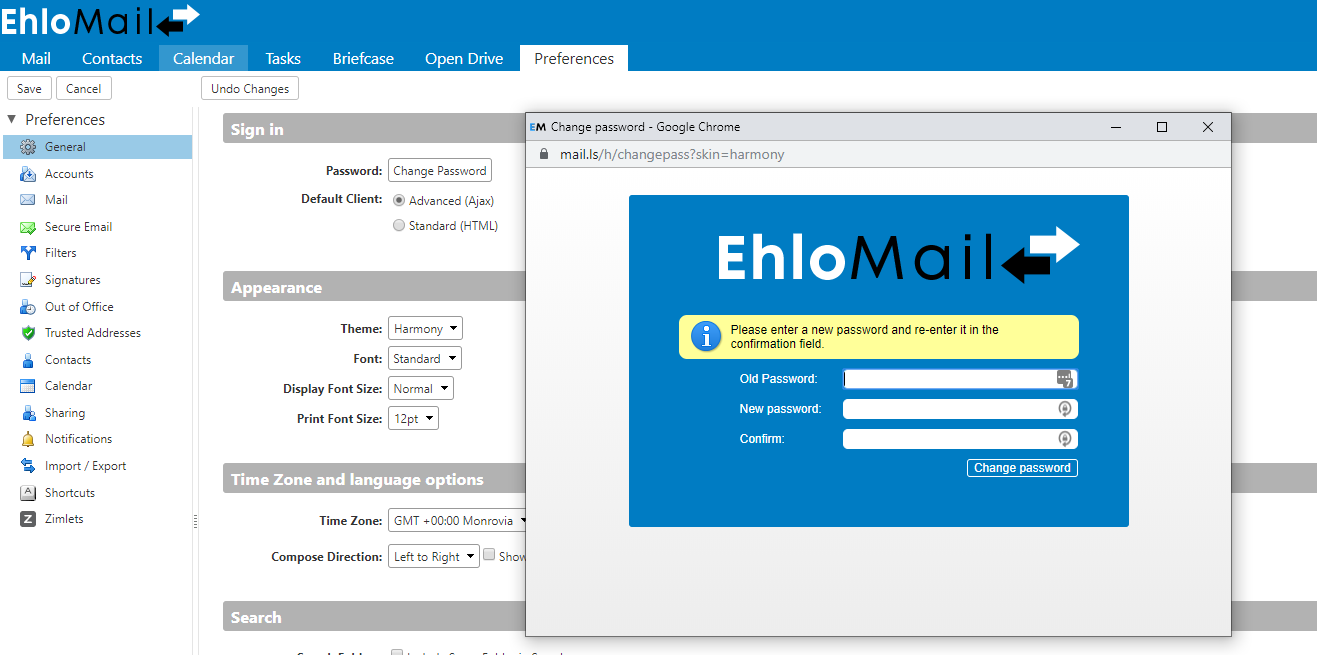 EhloMail
Mail Contacts Calendar Tasks Briefcase Open Drive Preferences
Save Cancel Undo Changes
Preferences
General
Accounts
Mail
Secure Email
Filters
Signatures
Out of Office
Trusted Addresses
Contacts
Calendar
Sharing
Notifications
Import / Export
Shortcuts
Zimlets
Sign in
Password: Change Password
Default Client: Advanced (Ajax)
Standard (HTML)
Appearance
Theme: Harmony
Font: Standard
Display Font Size: Normal
Print Font Size: 12pt
Time Zone and language options
Time Zone: GMT +00:00 Monrovia
Compose Direction: Left to Right Show
Search
EM Change password - Google Chrome
mail.ls/h/changepass?skin=harmony
EhloMail
Please enter a new password and re-enter it in the
confirmation field.
Old Password:
New password:
Confirm:
Change password